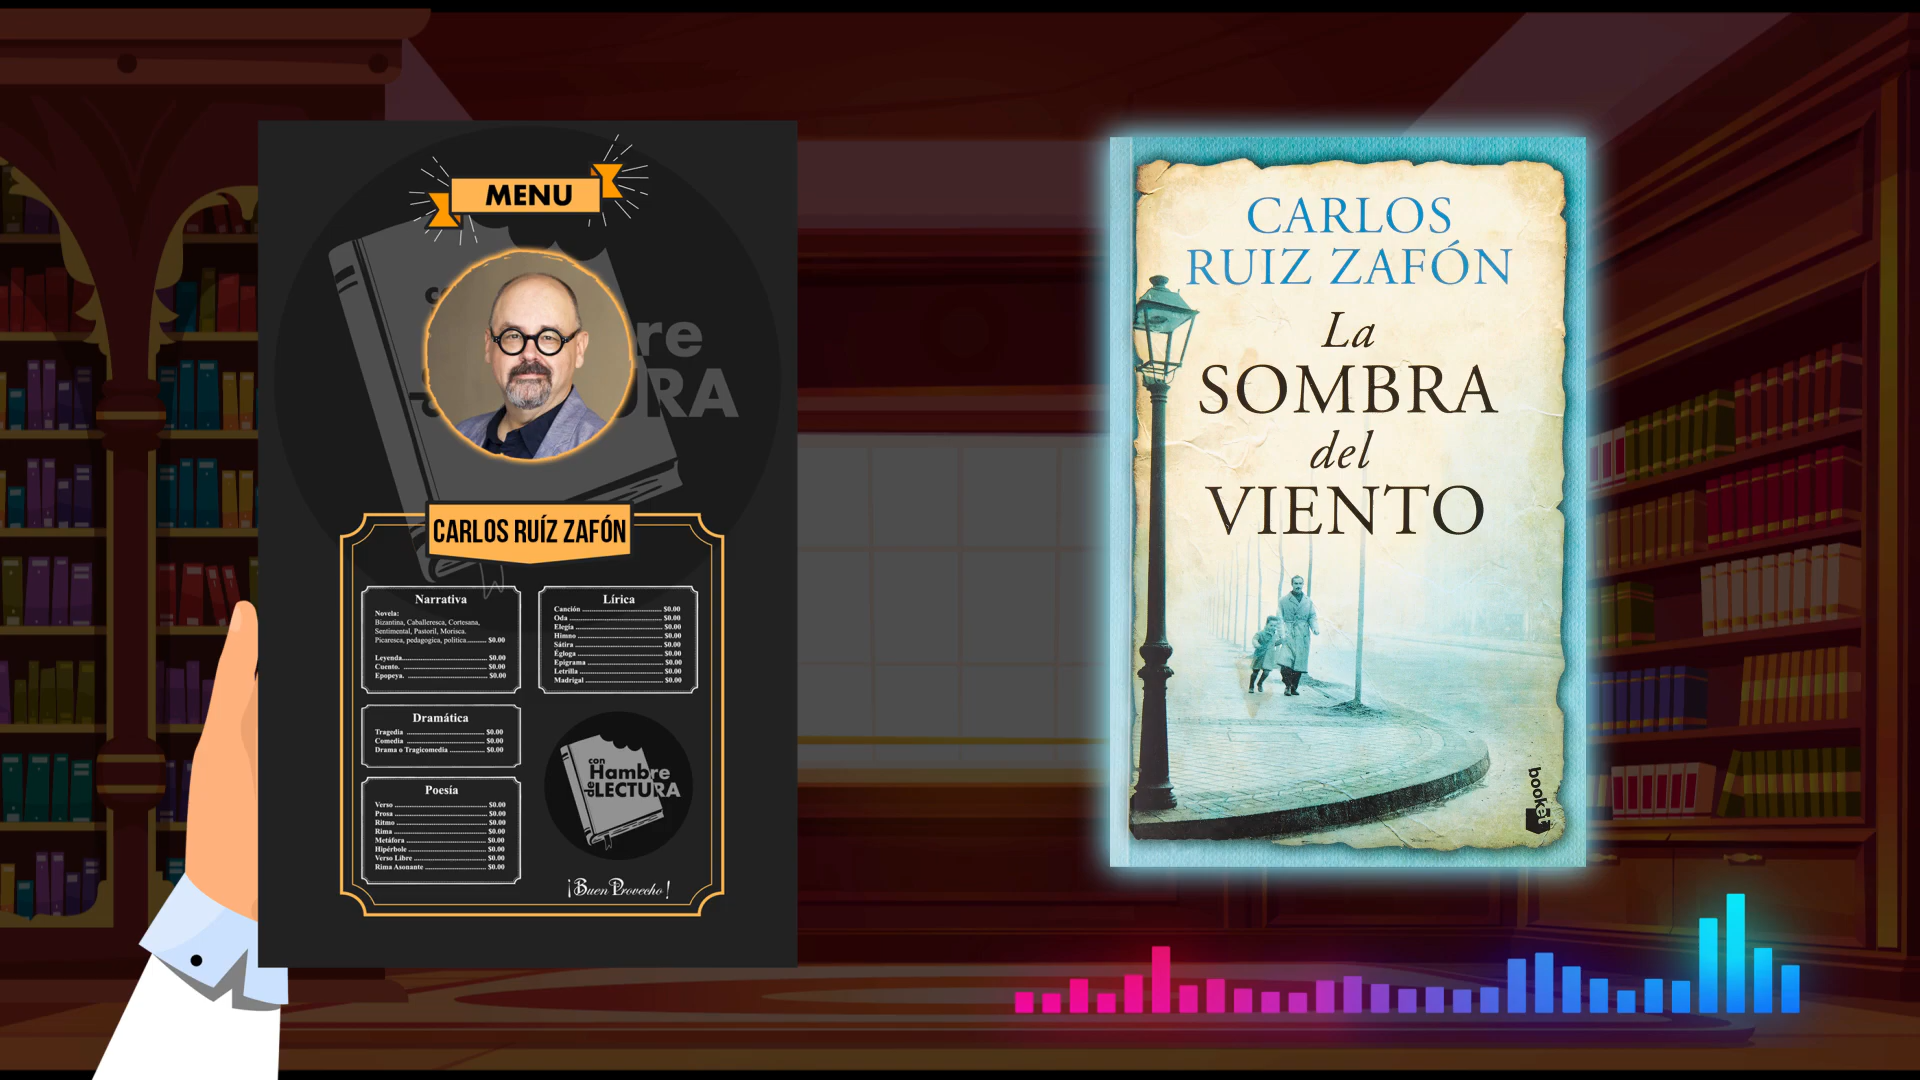 MENU
CARLOS RUÍZ ZAFÓN
Narrativa
Novela:
Bizantina, Caballeresca, Cortesana,
Sentimental, Pastoril, Morisca.
Picaresca, pedagogica, politica.......... $0.00
Leyenda.......... $0.00
Cuento. .......... $0.00
Epopeya. .......... $0.00
Lírica
Canción .......... $0.00
Oda .......... $0.00
Elegía .......... $0.00
Himno .......... $0.00
Sátira .......... $0.00
Égloga .......... $0.00
Epigrama .......... $0.00
Letrilla .......... $0.00
Madrigal .......... $0.00
Dramática
Tragedia .......... $0.00
Comedia .......... $0.00
Drama o Tragicomedia .......... $0.00
Poesía
Verso .......... $0.00
Prosa .......... $0.00
Ritmo .......... $0.00
Rima .......... $0.00
Metáfora .......... $0.00
Hipérbole .......... $0.00
Verso Libre .......... $0.00
Rima Asonante .......... $0.00
con
Hambre
de LECTURA
¡Buen Provecho!
CARLOS
RUIZ ZAFÓN
La
SOMBRA
del
VIENTO
booket